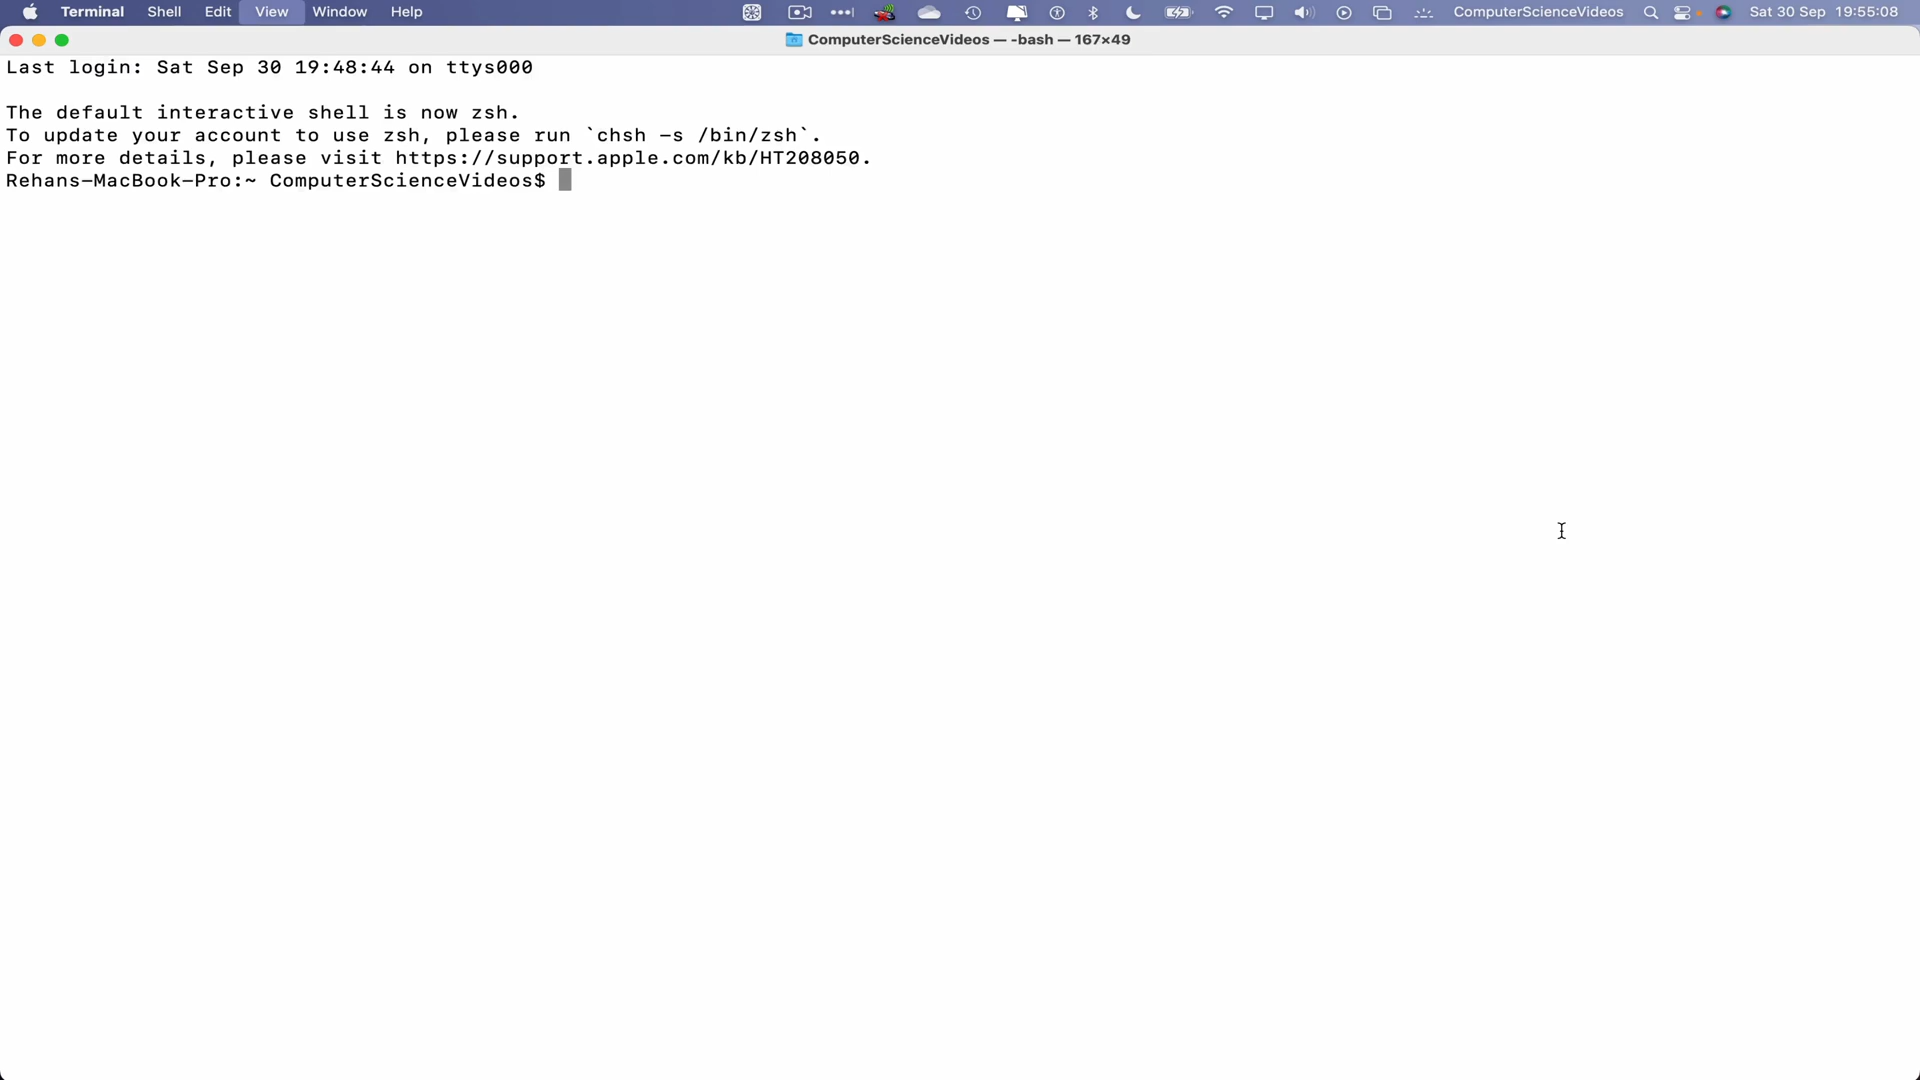 Terminal Shell Edit View Window Help ComputerScienceVideos Sat 30 Sep 19:55:08
ComputerScienceVideos — -bash — 167×49
Last login: Sat Sep 30 19:48:44 on ttys000
The default interactive shell is now zsh.
To update your account to use zsh, please run `chsh -s /bin/zsh`.
For more details, please visit https://support.apple.com/kb/HT208050.
Rehans-MacBook-Pro:~ ComputerScienceVideos$